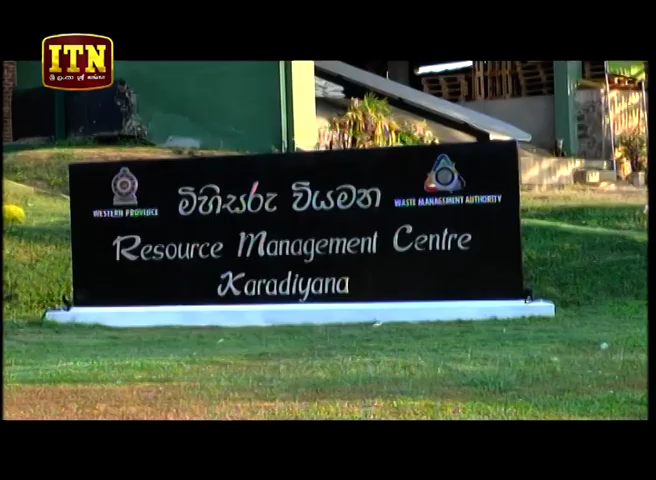 ITN
ශ්‍රී ලංකා
මිහිසරු වියමන
WESTERN PROVINCE
WASTE MANAGEMENT AUTHORITY
Resource Management Centre
Karadiyana